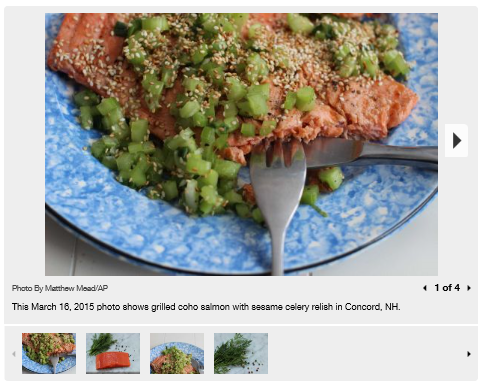 Photo By Matthew Mead/AP
1 of 4
This March 16, 2015 photo shows grilled coho salmon with sesame celery relish in Concord, NH.